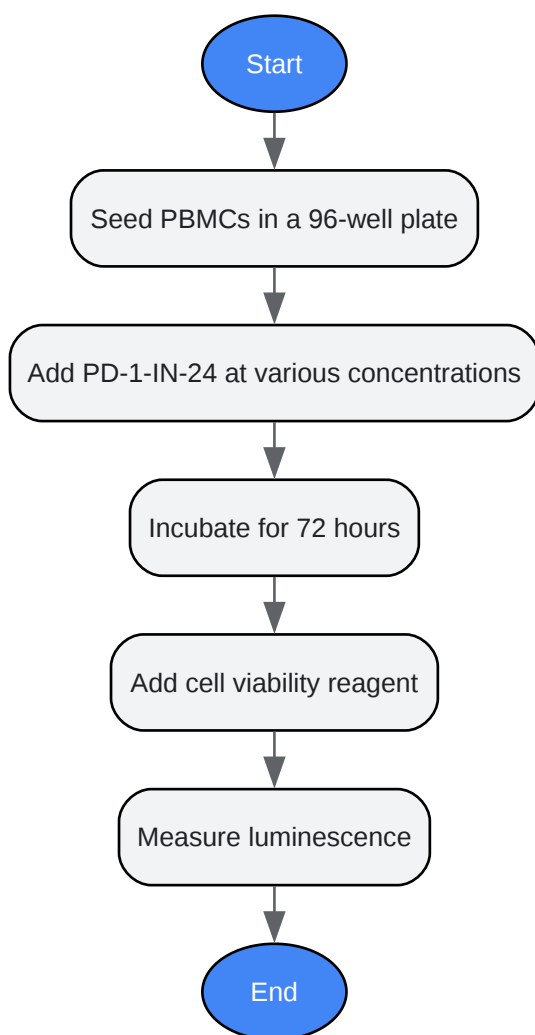 Start
Seed PBMCs in a 96-well plate
Add PD-1-IN-24 at various concentrations
Incubate for 72 hours
Add cell viability reagent
Measure luminescence
End